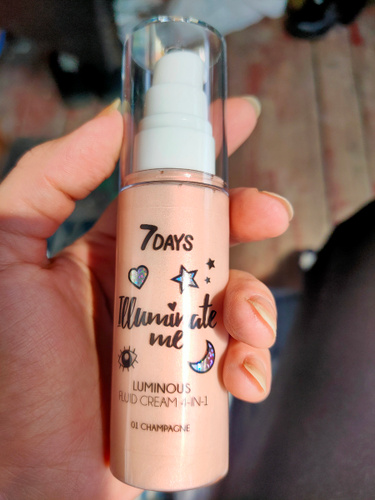 7DAYS
Illuminate
me
LUMINOUS
FLUID CREAM 4-IN-1
01 CHAMPAGNE